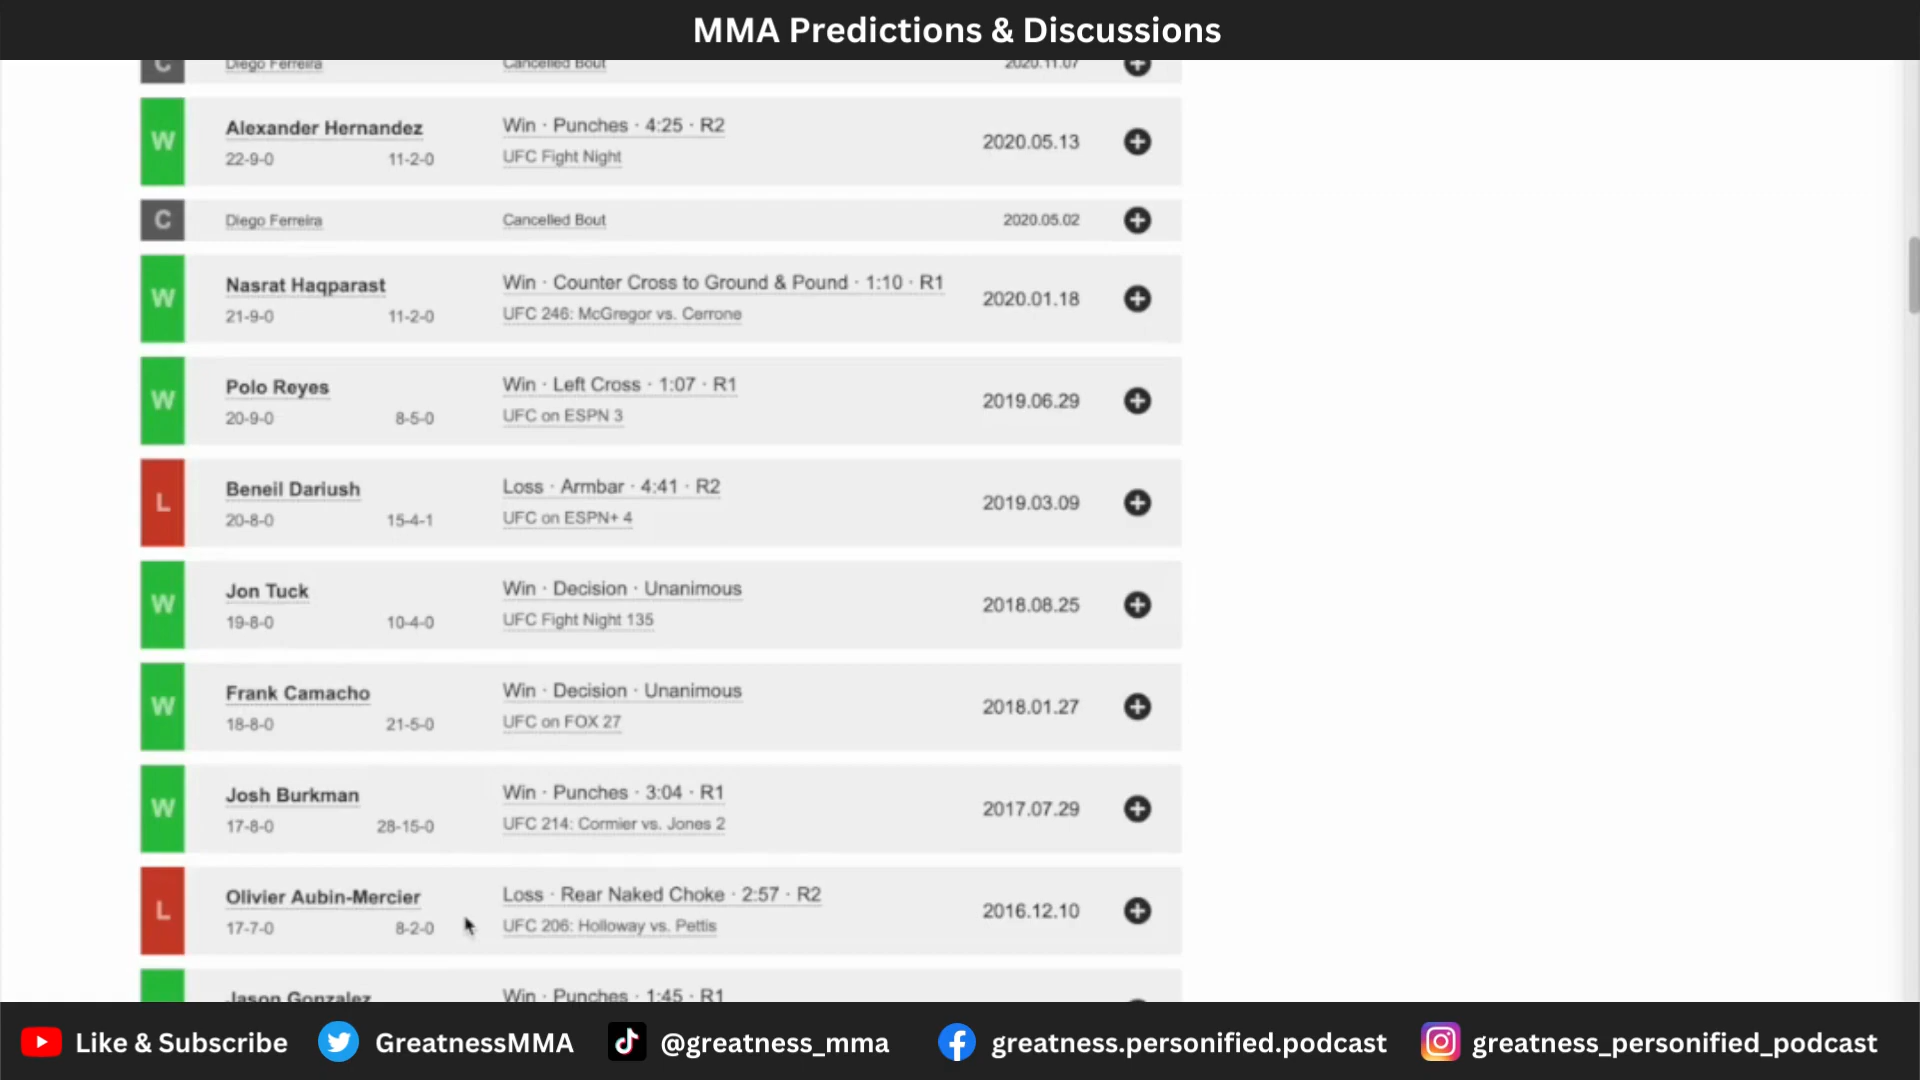 MMA Predictions & Discussions
C Diego Ferreira Cancelled Bout 2020.11.07
W Alexander Hernandez Win · Punches · 4:25 · R2 2020.05.13
22-9-0 11-2-0 UFC Fight Night
C Diego Ferreira Cancelled Bout 2020.05.02
W Nasrat Haqparast Win · Counter Cross to Ground & Pound · 1:10 · R1 2020.01.18
21-9-0 11-2-0 UFC 246: McGregor vs. Cerrone
W Polo Reyes Win · Left Cross · 1:07 · R1 2019.06.29
20-9-0 8-5-0 UFC on ESPN 3
L Beneil Dariush Loss · Armbar · 4:41 · R2 2019.03.09
20-8-0 15-4-1 UFC on ESPN+ 4
W Jon Tuck Win · Decision · Unanimous 2018.08.25
19-8-0 10-4-0 UFC Fight Night 135
W Frank Camacho Win · Decision · Unanimous 2018.01.27
18-8-0 21-5-0 UFC on FOX 27
W Josh Burkman Win · Punches · 3:04 · R1 2017.07.29
17-8-0 28-15-0 UFC 214: Cormier vs. Jones 2
L Olivier Aubin-Mercier Loss · Rear Naked Choke · 2:57 · R2 2016.12.10
17-7-0 8-2-0 UFC 206: Holloway vs. Pettis
Jason Gonzalez Win · Punches · 1:45 · R1
Like & Subscribe GreatnessMMA @greatness_mma greatness.personified.podcast greatness_personified_podcast